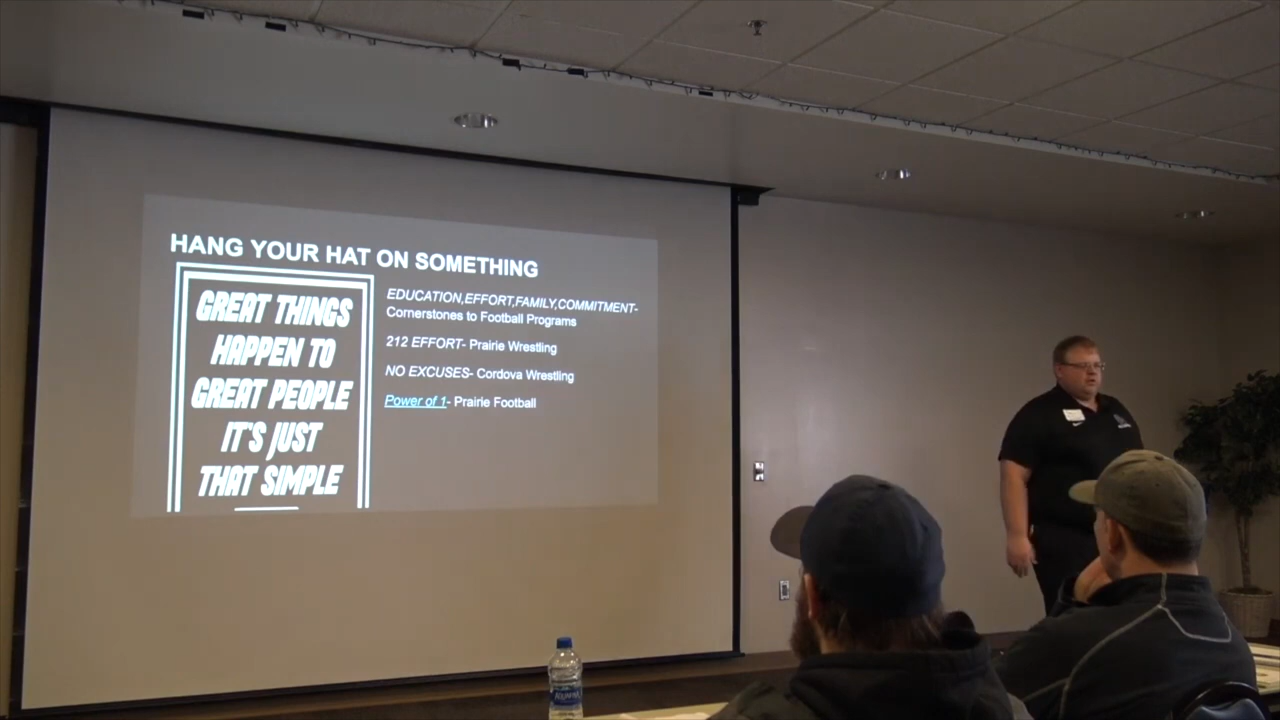 HANG YOUR HAT ON SOMETHING
GREAT THINGS
HAPPEN TO
GREAT PEOPLE
IT'S JUST
THAT SIMPLE
EDUCATION,EFFORT,FAMILY,COMMITMENT-
Cornerstones to Football Programs
212 EFFORT- Prairie Wrestling
NO EXCUSES- Cordova Wrestling
Power of 1- Prairie Football
AQUAFINA